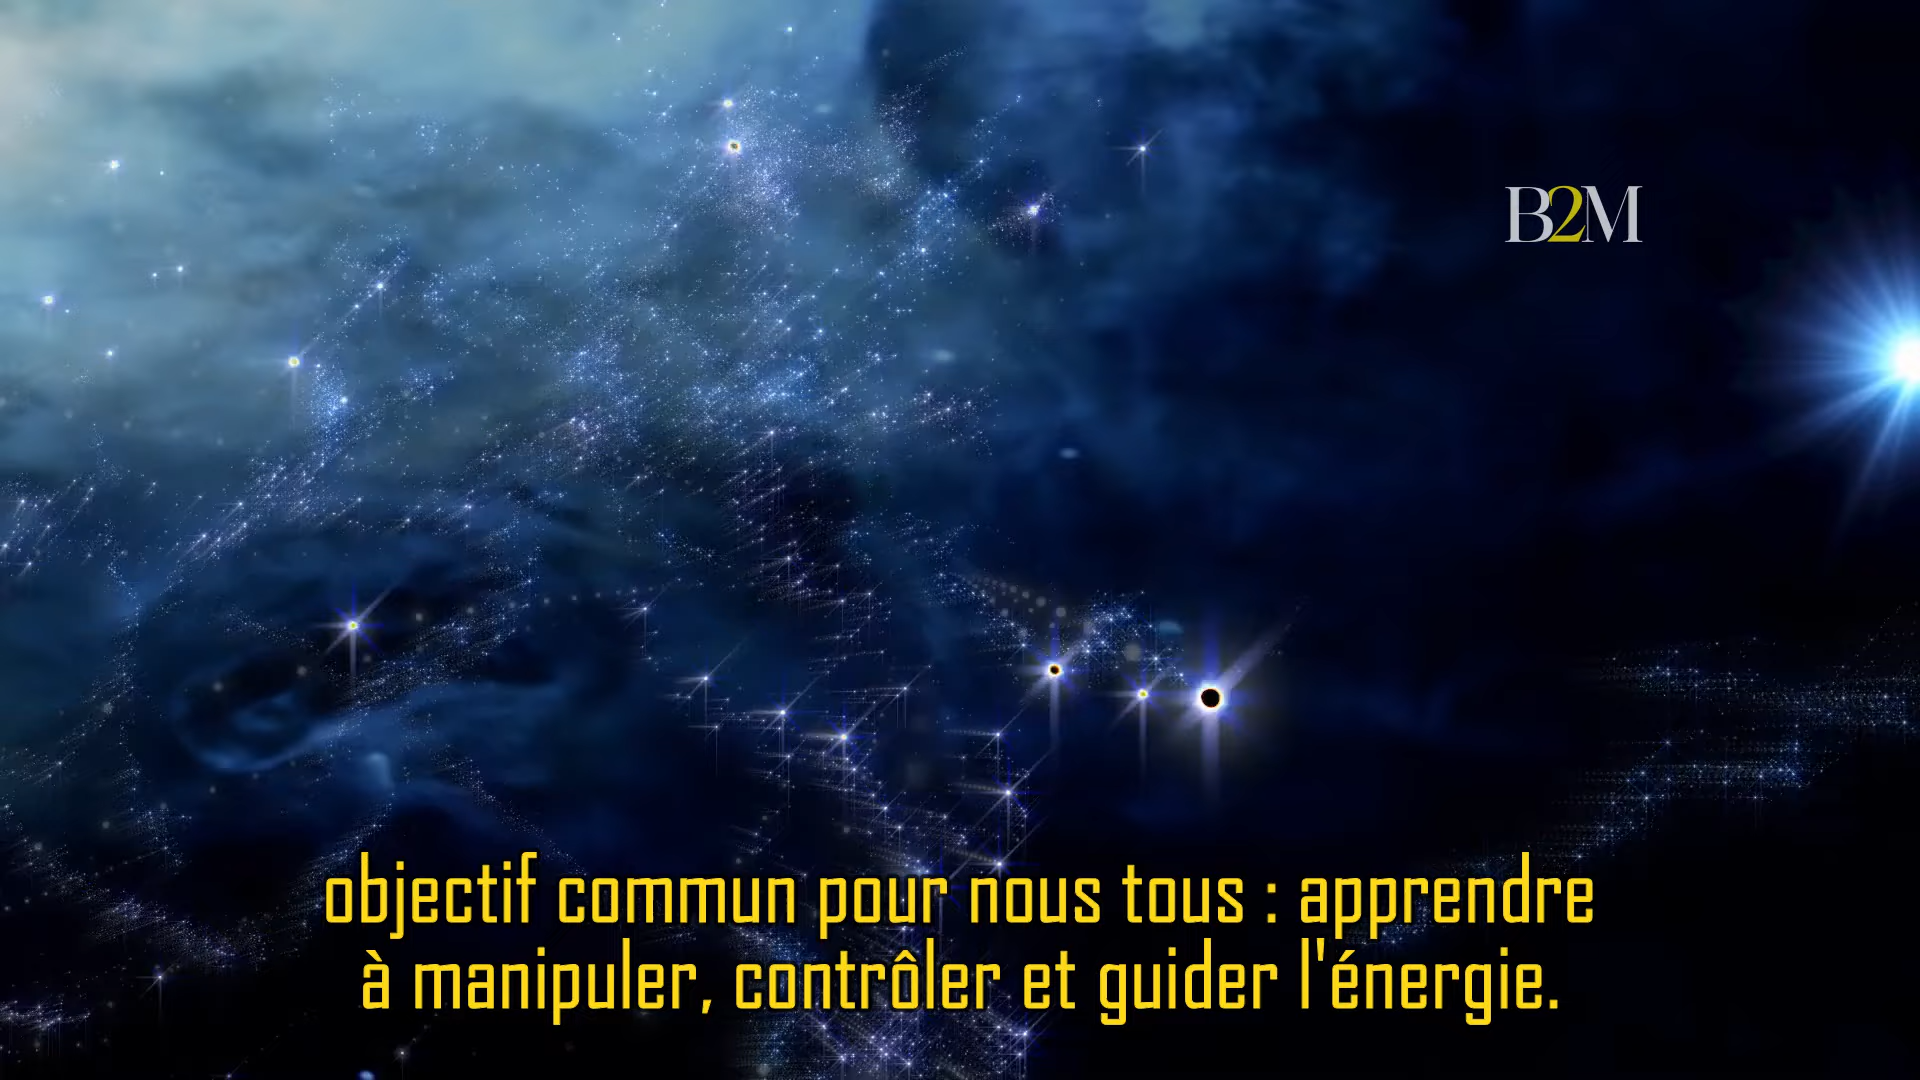 B2M
objectif commun pour nous tous : apprendre
à manipuler, contrôler et guider l'énergie.